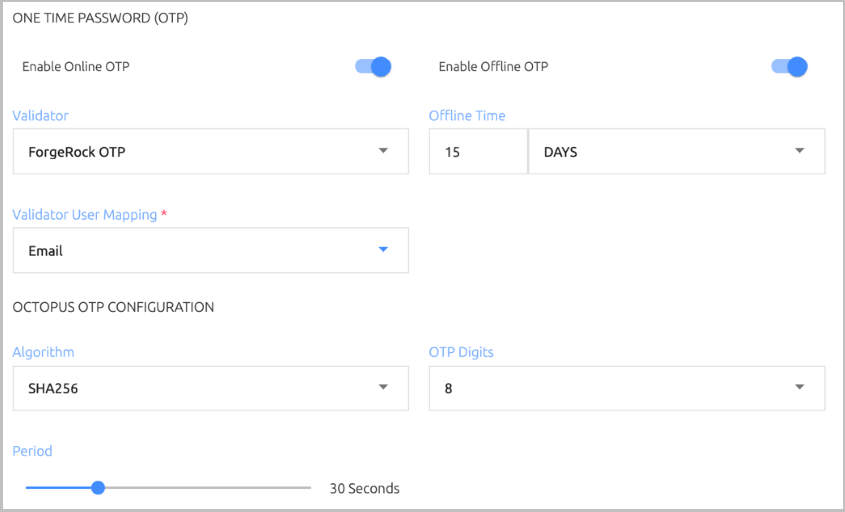 ONE TIME PASSWORD (OTP)
Enable Online OTP
Enable Offline OTP
Validator
Offline Time
ForgeRock OTP
15
DAYS
Validator User Mapping *
Email
OCTOPUS OTP CONFIGURATION
Algorithm
OTP Digits
SHA256
8
Period
30 Seconds